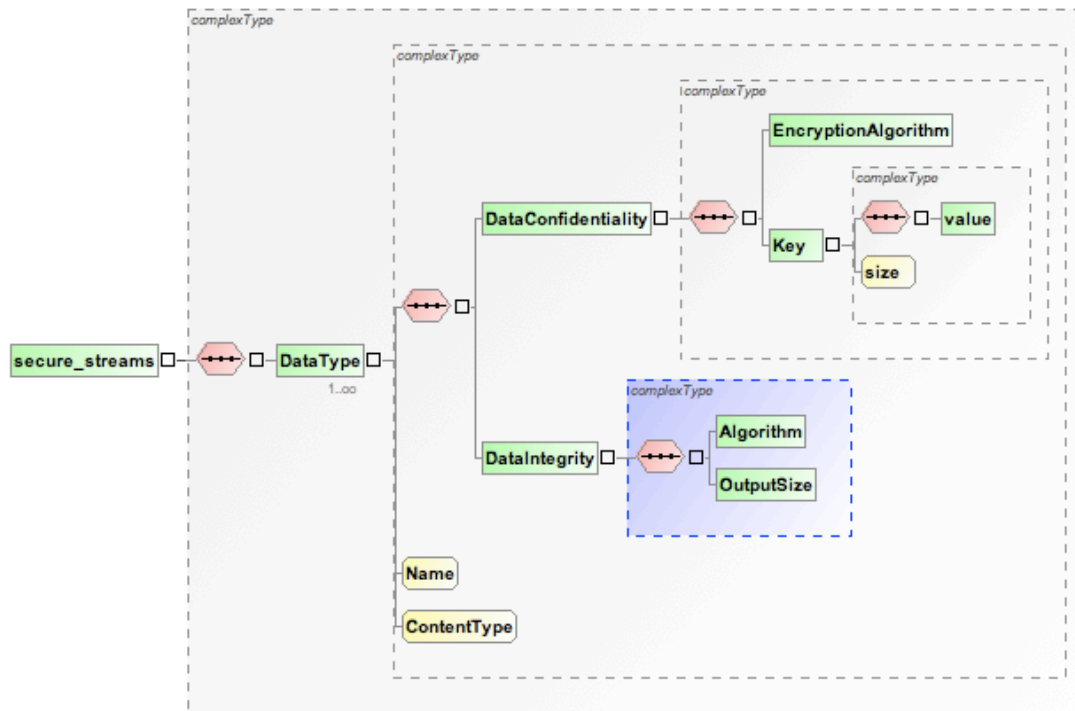 complexType
complexType
complexType
EncryptionAlgorithm
complexType
DataConfidentiality
value
Key
size
secure_streams
DataType
1..oo
complexType
Algorithm
DataIntegrity
OutputSize
Name
ContentType